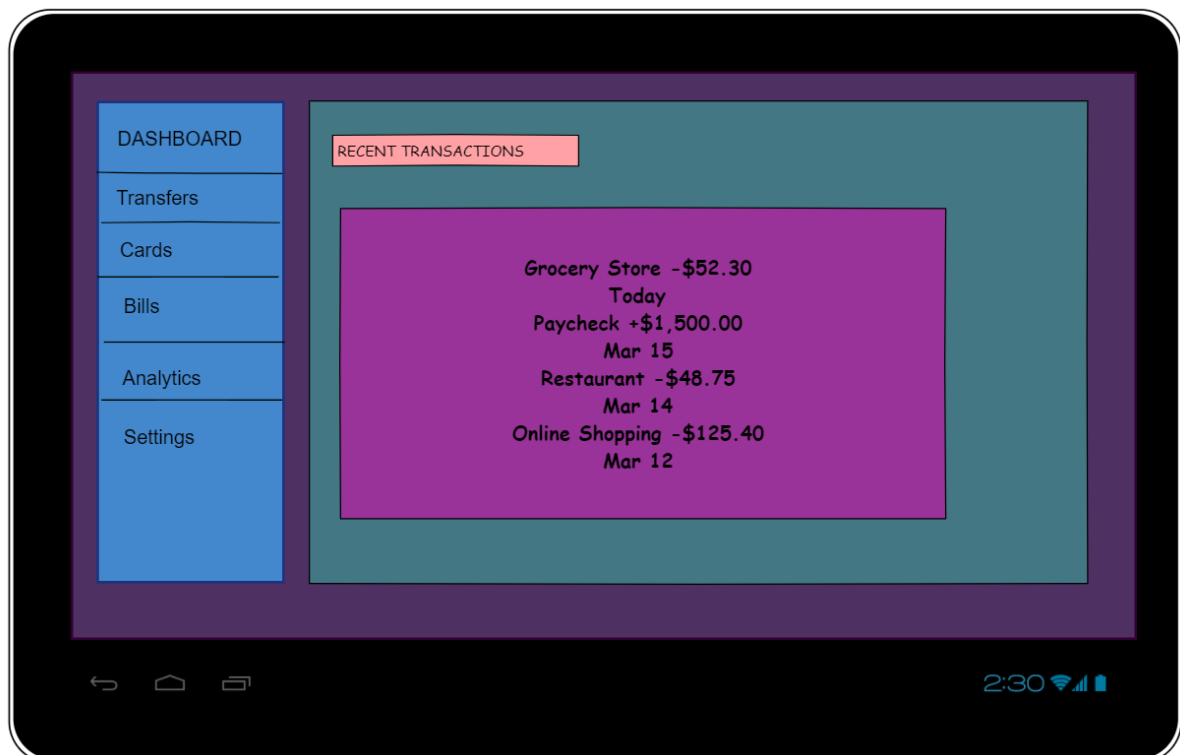 DASHBOARD
Transfers
Cards
Bills
Analytics
Settings
RECENT TRANSACTIONS
Grocery Store -$52.30
Today
Paycheck +$1,500.00
Mar 15
Restaurant -$48.75
Mar 14
Online Shopping -$125.40
Mar 12
2:30